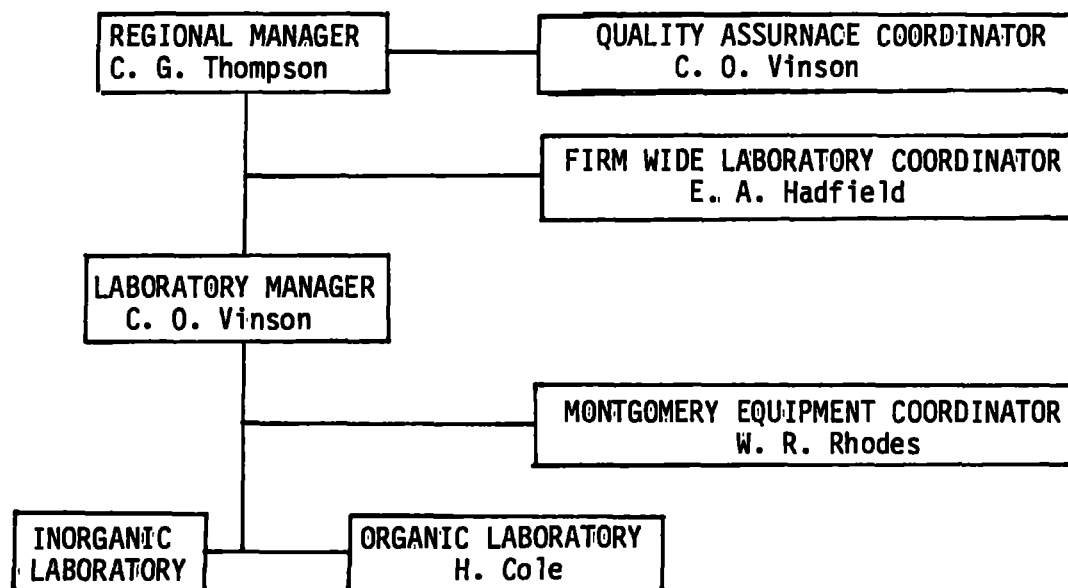 REGIONAL MANAGER
C. G. Thompson
QUALITY ASSURNACE COORDINATOR
C. O. Vinson
FIRM WIDE LABORATORY COORDINATOR
E. A. Hadfield
LABORATORY MANAGER
C. O. Vinson
MONTGOMERY EQUIPMENT COORDINATOR
W. R. Rhodes
INORGANIC
LABORATORY
ORGANIC LABORATORY
H. Cole